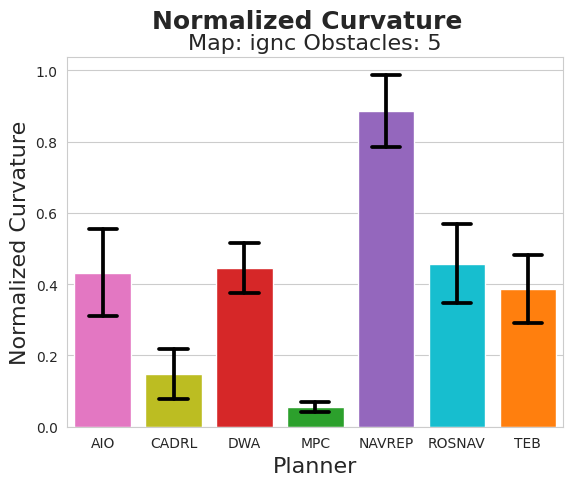 Normalized Curvature
Map: ignc Obstacles: 5
Normalized Curvature
1.0
0.8
0.6
0.4
0.2
0.0
AIO CADRL DWA MPC NAVREP ROSNAV TEB
Planner